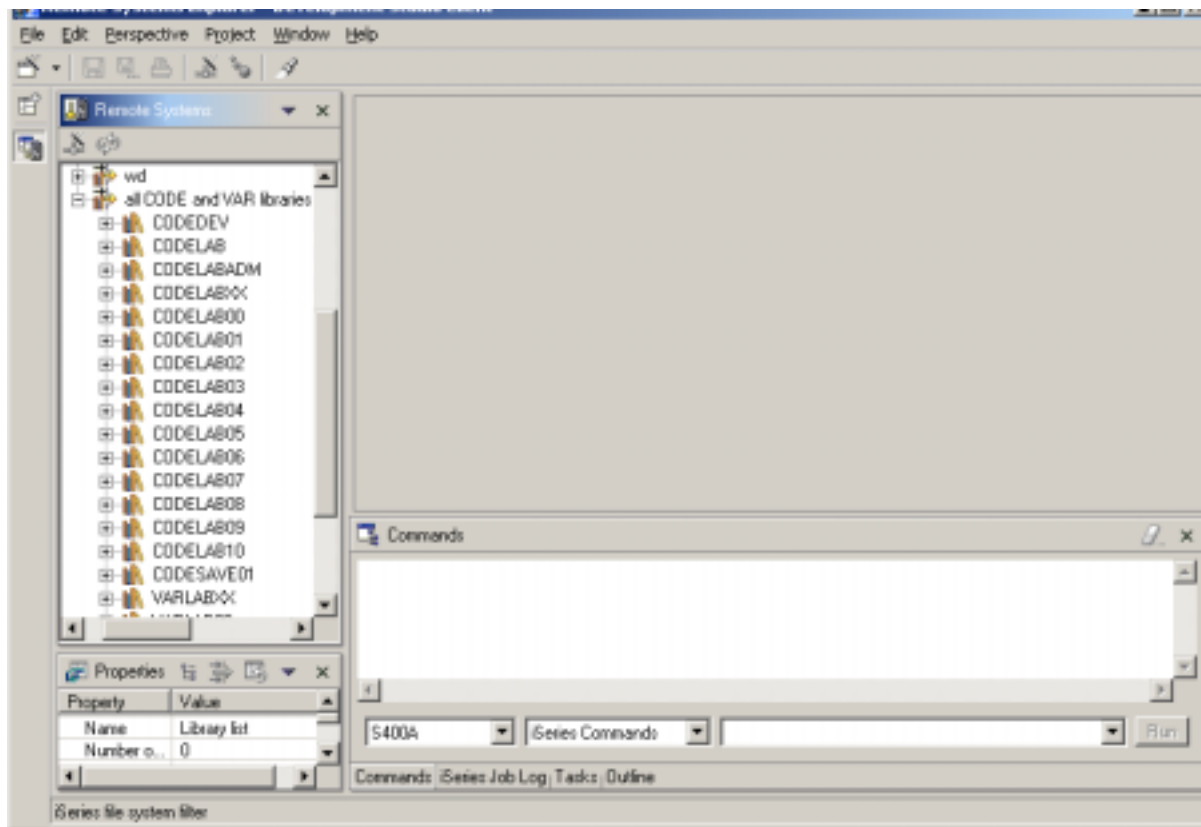 File Edit Perspective Project Window Help
Remote Systems
wd
all CODE and VAR libraries
CODEDEV
CODELAB
CODELABADM
CODELABXX
CODELAB00
CODELAB01
CODELAB02
CODELAB03
CODELAB04
CODELAB05
CODELAB06
CODELAB07
CODELAB08
CODELAB09
CODELAB10
CODESAVE01
VARLABXX
Properties
Property Value
Name Library list
Number o... 0
Commands
S400A iSeries Commands Run
Commands iSeries Job Log Tasks Outline
iSeries file system filter